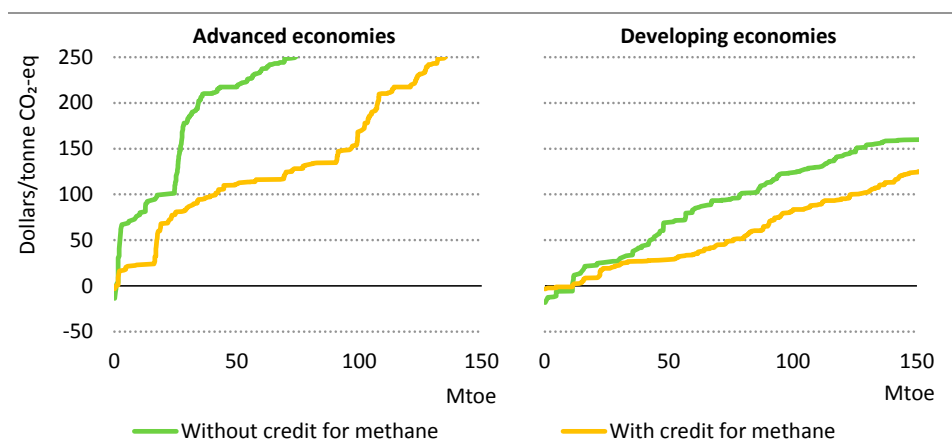 Advanced economies
Developing economies
Dollars/tonne CO₂-eq
250
200
150
100
50
0
-50
0 50 100 150
0 50 100 150
Mtoe
Mtoe
Without credit for methane
With credit for methane